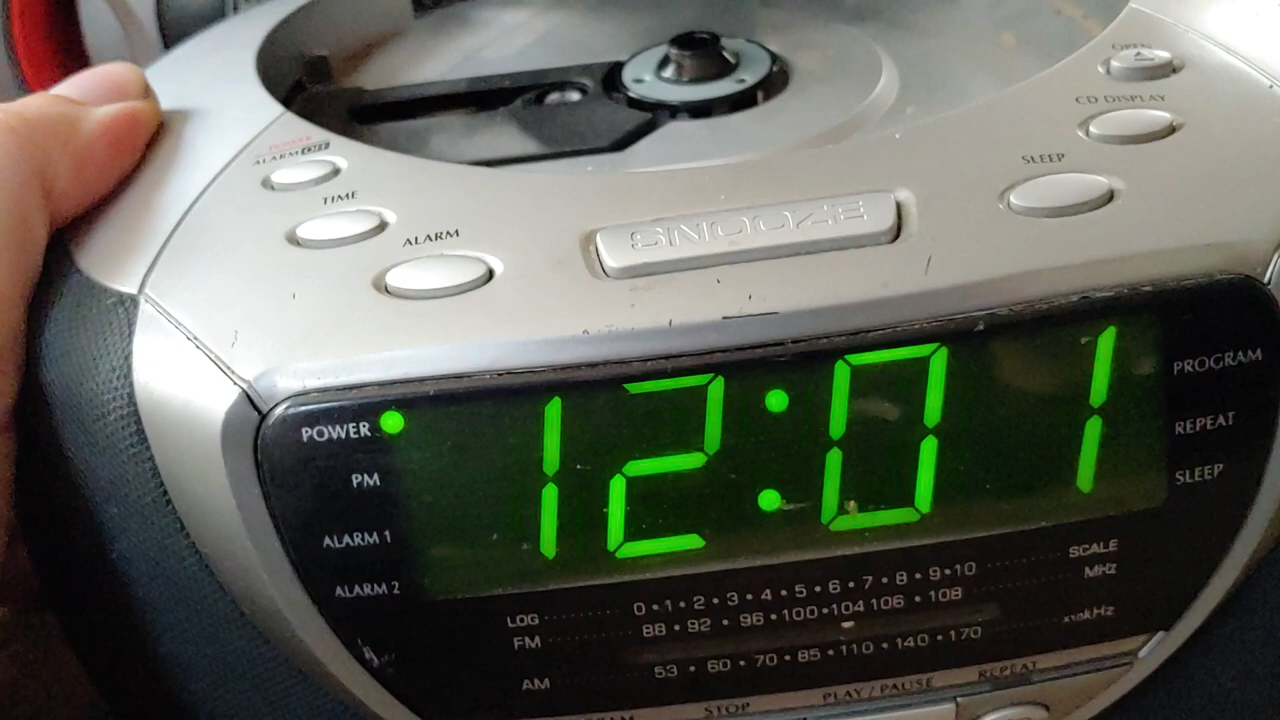 OPEN
CD DISPLAY
SLEEP
POWER
ALARM OFF
TIME
ALARM
SNOOZE
12:01
POWER
PM
ALARM 1
ALARM 2
PROGRAM
REPEAT
SLEEP
LOG 0•1•2•3•4•5•6•7•8•9•10 SCALE
FM 88•92•96•100•104 106•108 MHz
AM 53•60•70•85•110•140•170 x10kHz
STOP PLAY/PAUSE REPEAT